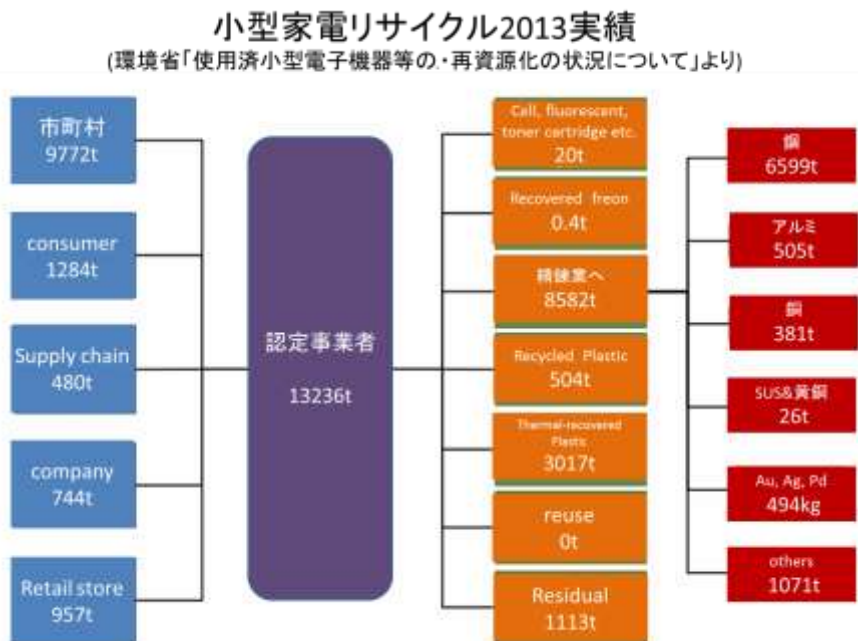 小型家電リサイクル2013実績
(環境省「使用済小型電子機器等の・再資源化の状況について」より)
市町村
9772t
consumer
1284t
Supply chain
480t
company
744t
Retail store
957t
認定事業者
13236t
Cell, fluorescent,
toner cartridge etc.
20t
Recovered freon
0.4t
精錬業へ
8582t
Recycled Plastic
504t
Thermal-recovered
Plastic
3017t
reuse
0t
Residual
1113t
6599t
アルミ
505t
銅
381t
SUS&黄銅
26t
Au, Ag, Pd
494kg
others
1071t